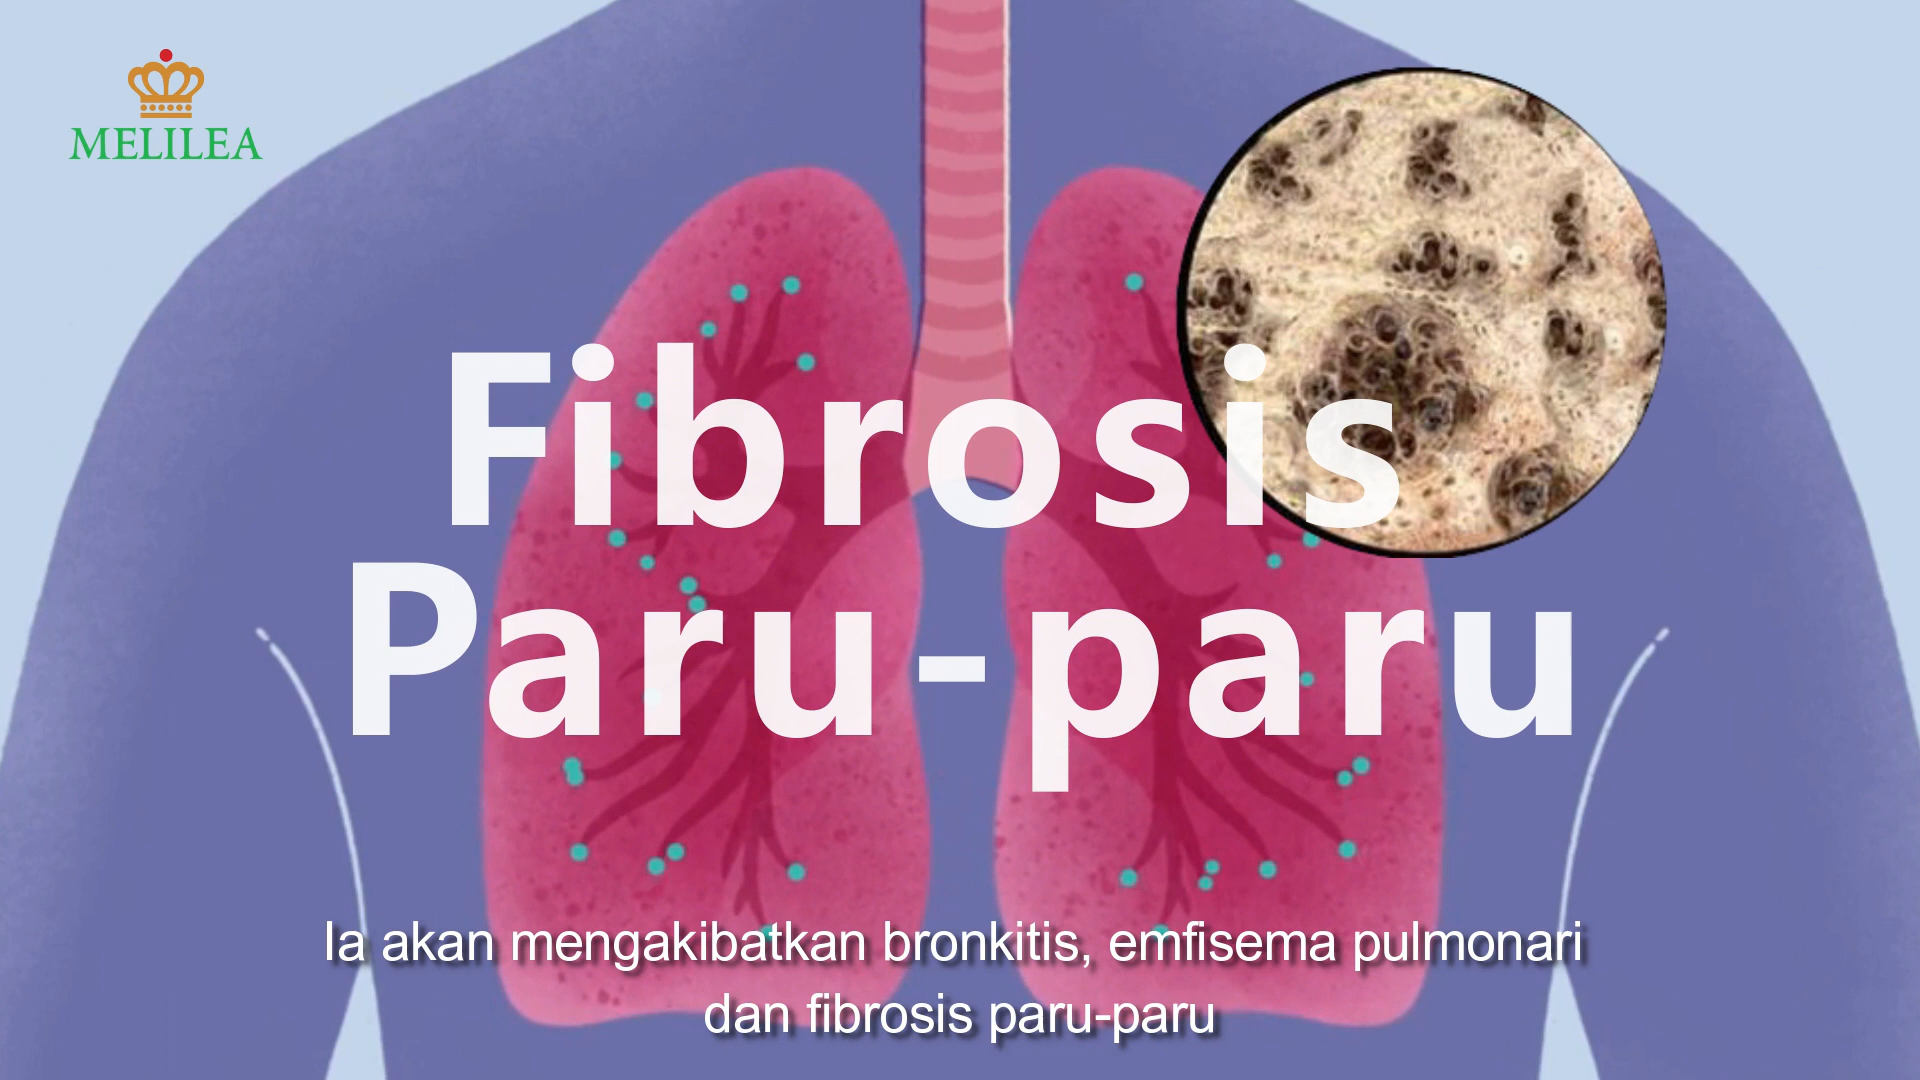 MELILEA
Fibrosis
Paru-paru
Ia akan mengakibatkan bronkitis, emfisema pulmonari
dan fibrosis paru-paru